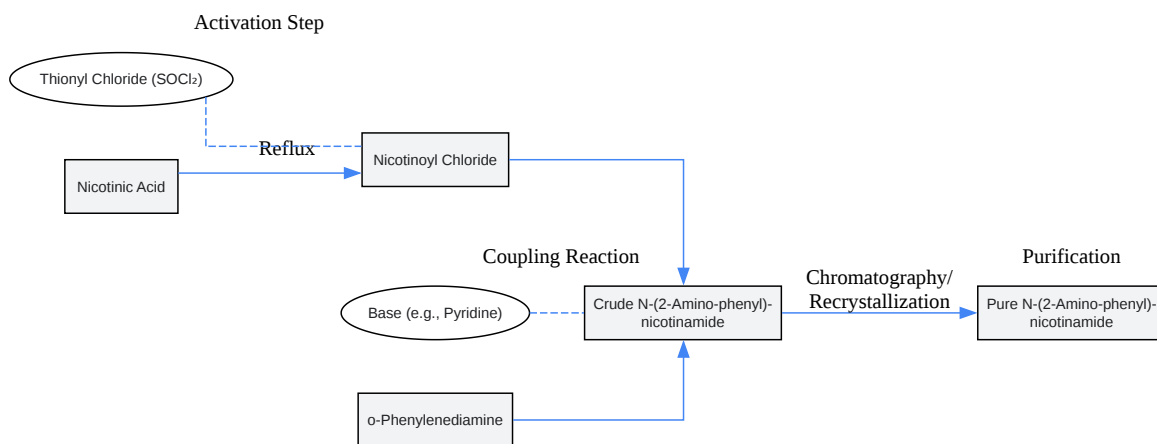 Activation Step
Thionyl Chloride (SOCl₂)
Reflux
Nicotinoyl Chloride
Nicotinic Acid
Coupling Reaction
Purification
Chromatography/
Recrystallization
Base (e.g., Pyridine)
Crude N-(2-Amino-phenyl)-
nicotinamide
Pure N-(2-Amino-phenyl)-
nicotinamide
o-Phenylenediamine